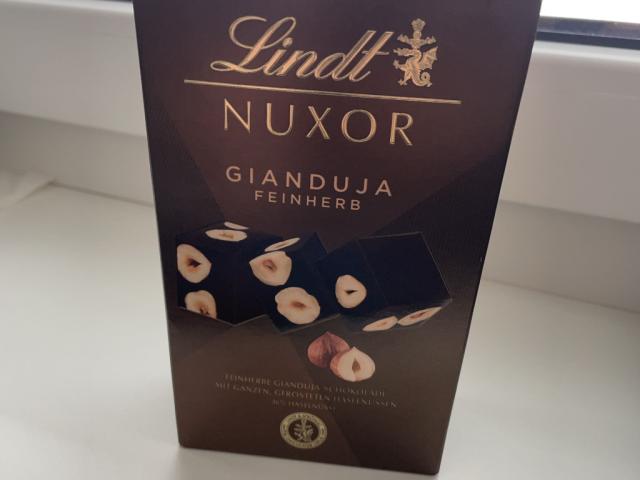 Lindt
NUXOR
GIANDUJA
FEINHERB
FEINHERBE GIANDUJA-SCHOKOLADE
MIT GANZEN, GERÖSTETEN HASELNÜSSEN